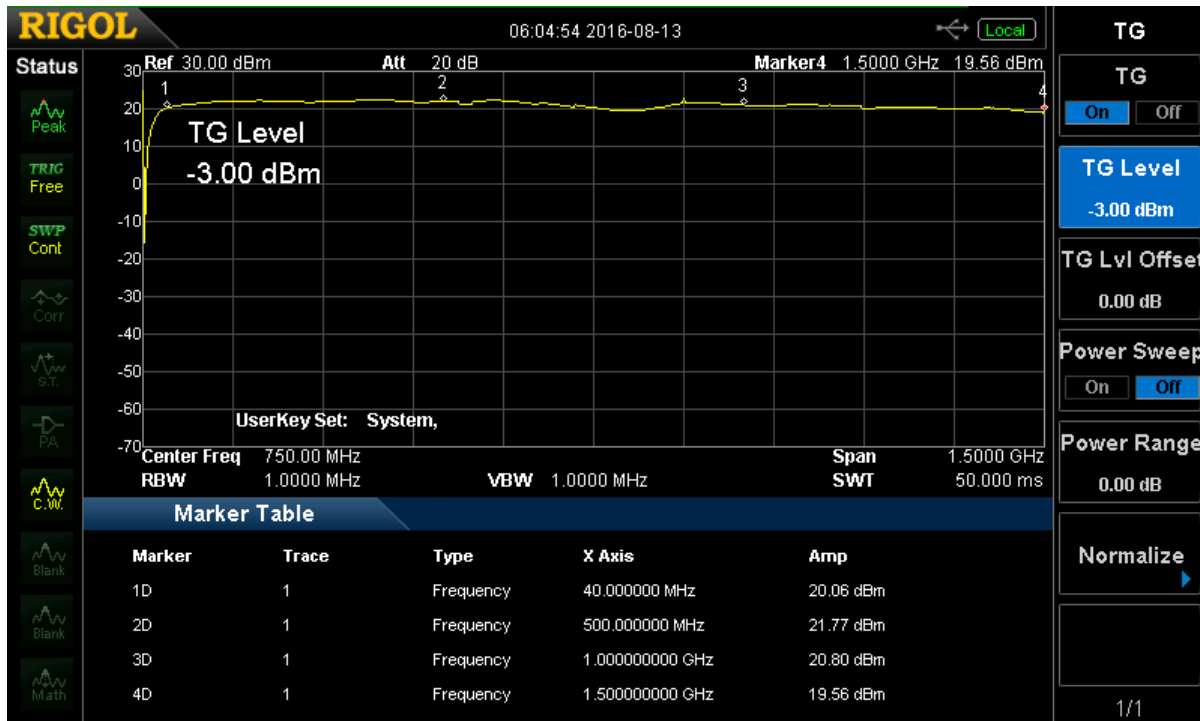 RIGOL 06:04:54 2016-08-13 Local TG
Status
Ref 30.00 dBm Att 20 dB Marker4 1.5000 GHz 19.56 dBm
Peak
TRIG
Free
SWP
Cont
Corr
S.T.
PA
C.W.
Blank
Blank
Math
30
20
10
0
-10
-20
-30
-40
-50
-60
-70
1 2 3 4
TG Level
-3.00 dBm
UserKey Set: System,
Center Freq 750.00 MHz Span 1.5000 GHz
RBW 1.0000 MHz VBW 1.0000 MHz SWT 50.000 ms
Marker Table
Marker Trace Type X Axis Amp
1D 1 Frequency 40.000000 MHz 20.06 dBm
2D 1 Frequency 500.000000 MHz 21.77 dBm
3D 1 Frequency 1.000000000 GHz 20.80 dBm
4D 1 Frequency 1.500000000 GHz 19.56 dBm
TG
On Off
TG Level
-3.00 dBm
TG Lvl Offset
0.00 dB
Power Sweep
On Off
Power Range
0.00 dB
Normalize
1/1